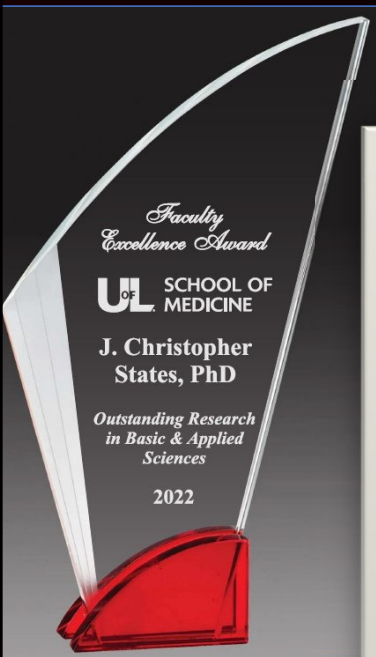 Faculty
Excellence Award
UofL SCHOOL OF
MEDICINE
J. Christopher
States, PhD
Outstanding Research
in Basic & Applied
Sciences
2022